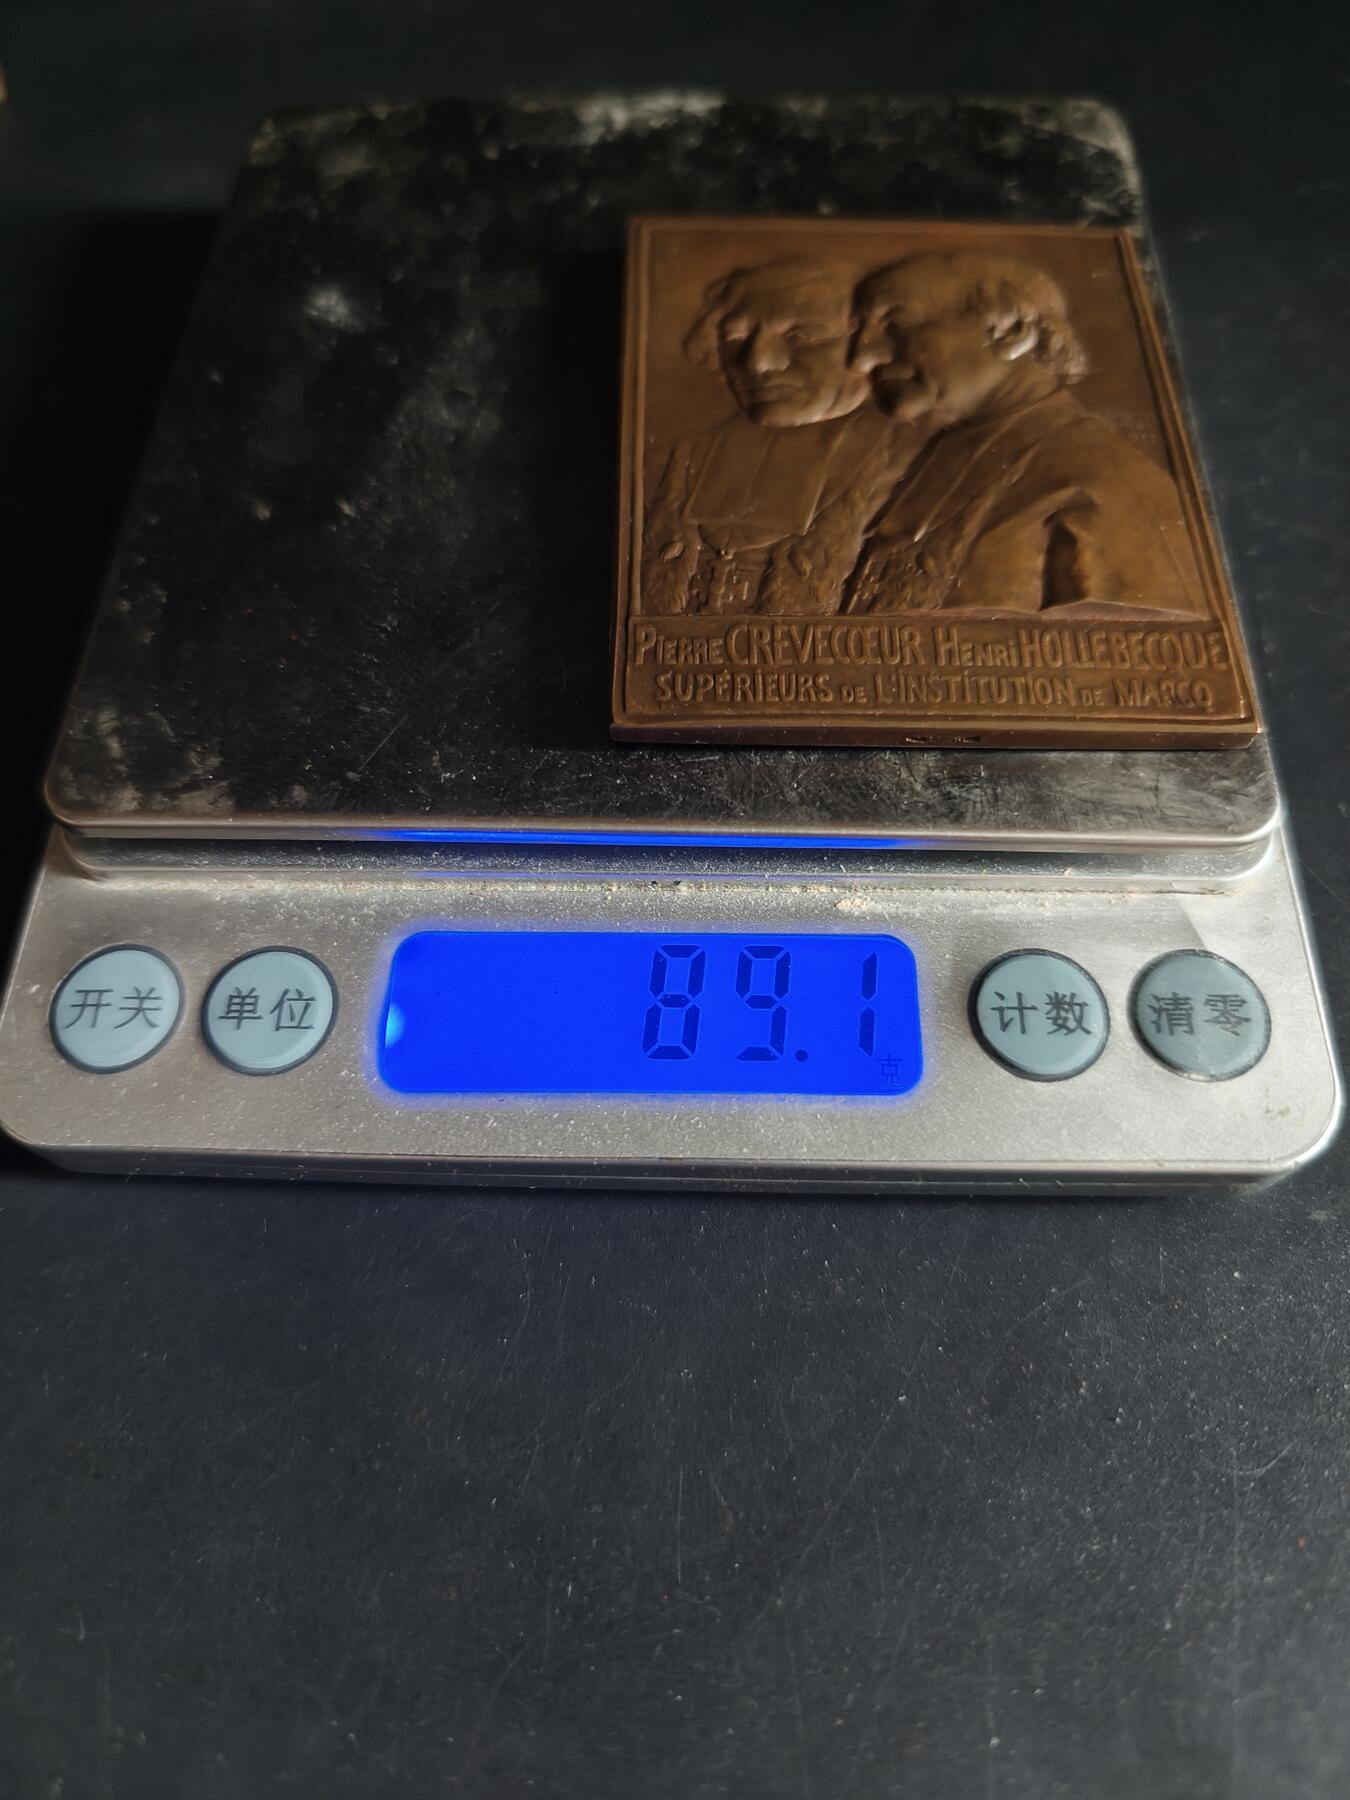 Pierre CRÈVECŒUR Henri HOLLEBECQUE
SUPÉRIEURS DE L'INSTITUTION DE MARCQ
开关
单位
89.1
克
计数
清零